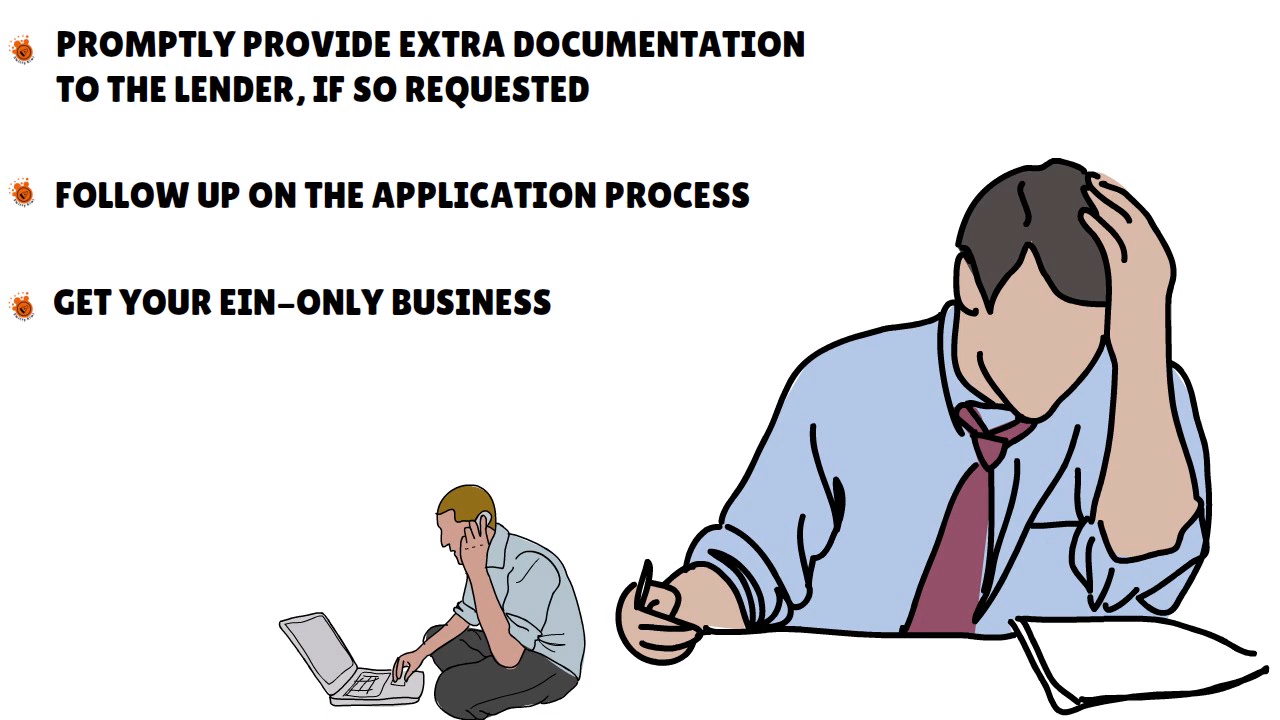 PROMPTLY PROVIDE EXTRA DOCUMENTATION
TO THE LENDER, IF SO REQUESTED
FOLLOW UP ON THE APPLICATION PROCESS
GET YOUR EIN-ONLY BUSINESS